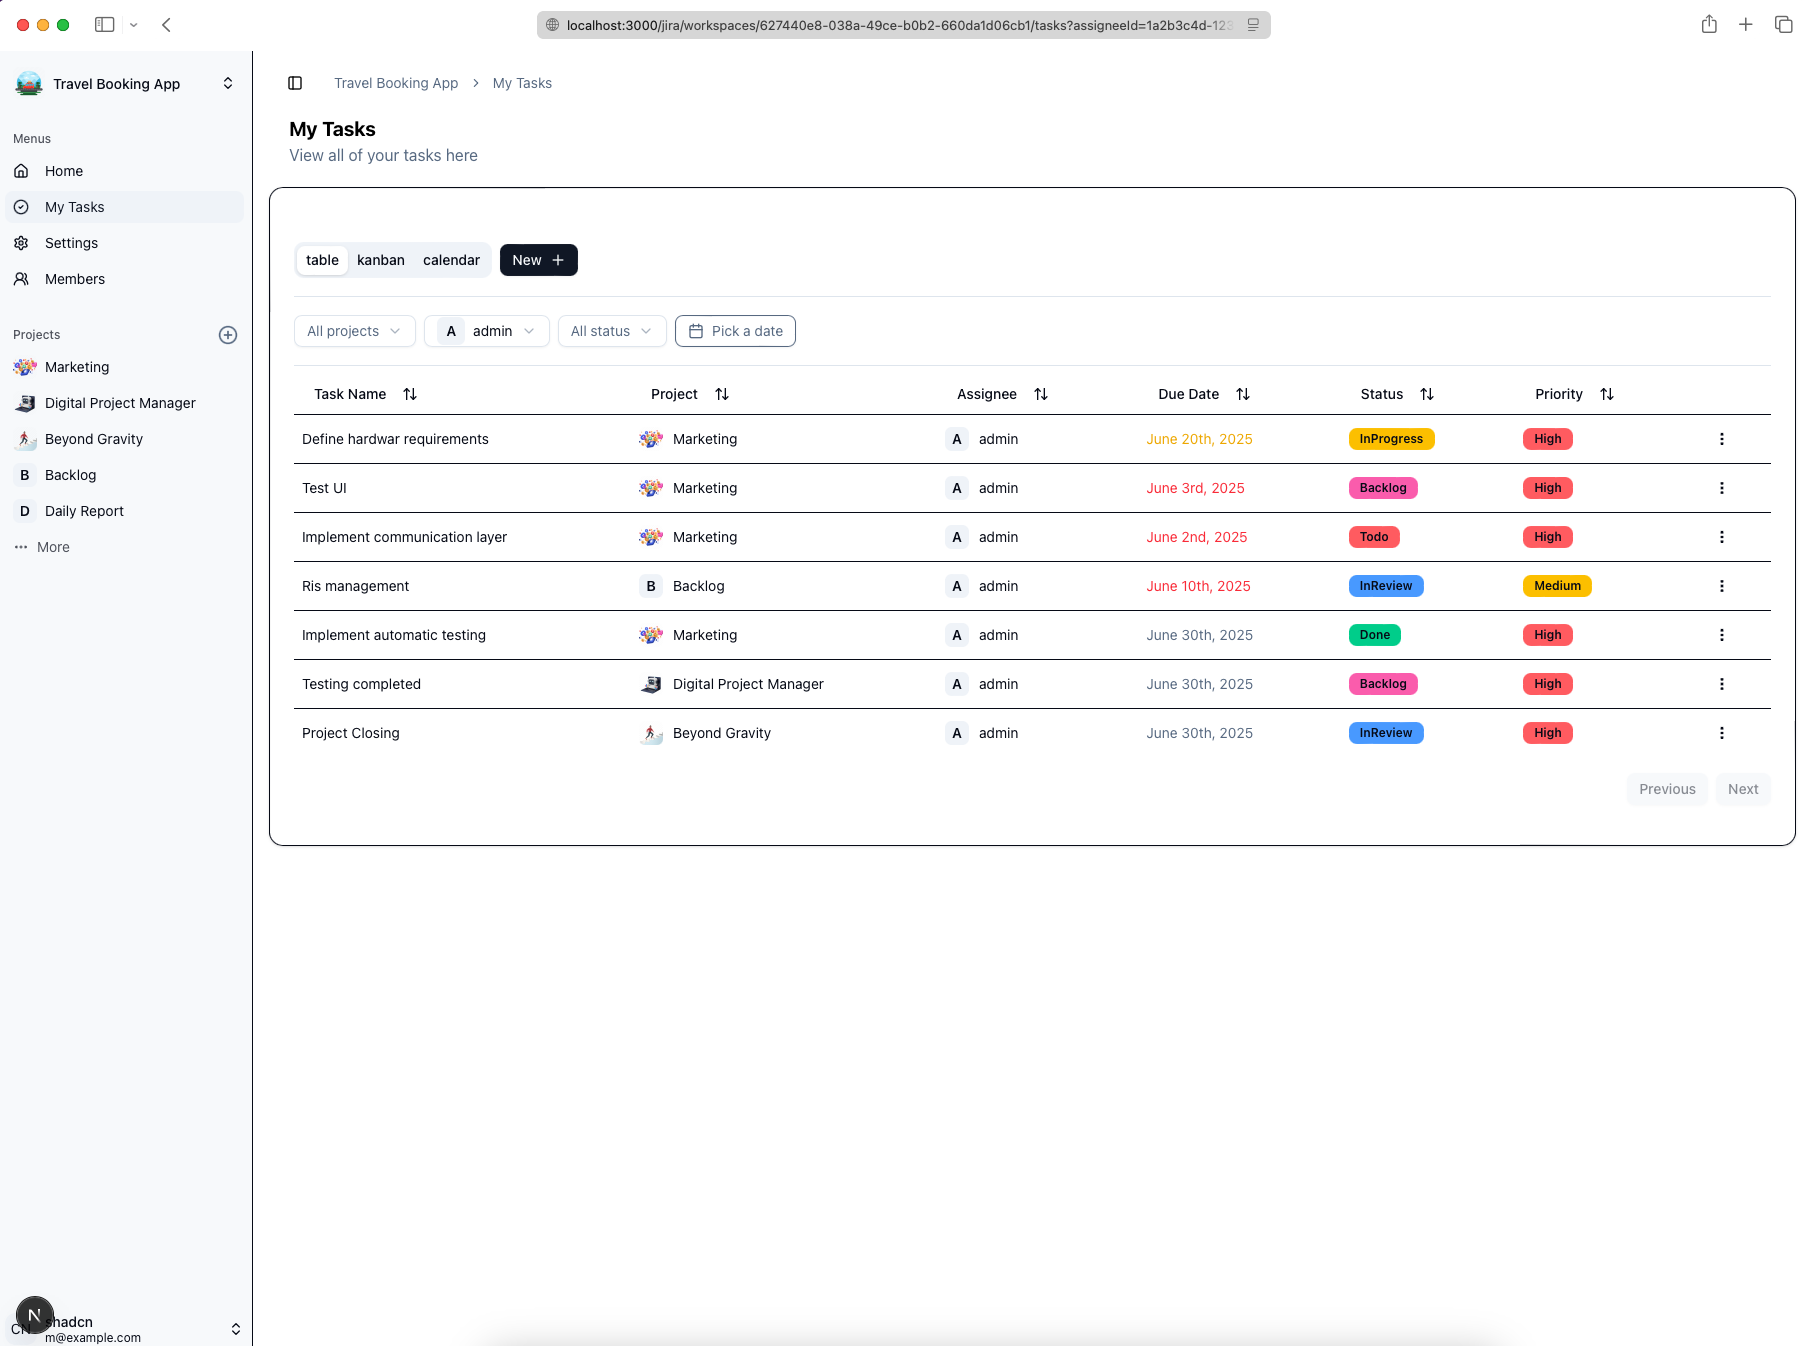 localhost:3000/jira/workspaces/627440e8-038a-49ce-b0b2-660da1d06cb1/tasks?assigneeId=1a2b3c4d-123
Travel Booking App
Travel Booking App > My Tasks
My Tasks
View all of your tasks here
Menus
Home
My Tasks
Settings
Members
Projects
Marketing
Digital Project Manager
Beyond Gravity
B Backlog
D Daily Report
More
table kanban calendar New +
All projects A admin All status Pick a date
Task Name Project Assignee Due Date Status Priority
Define hardwar requirements Marketing A admin June 20th, 2025 InProgress High
Test UI Marketing A admin June 3rd, 2025 Backlog High
Implement communication layer Marketing A admin June 2nd, 2025 Todo High
Ris management B Backlog A admin June 10th, 2025 InReview Medium
Implement automatic testing Marketing A admin June 30th, 2025 Done High
Testing completed Digital Project Manager A admin June 30th, 2025 Backlog High
Project Closing Beyond Gravity A admin June 30th, 2025 InReview High
Previous Next
N
CN
shadcn
m@example.com